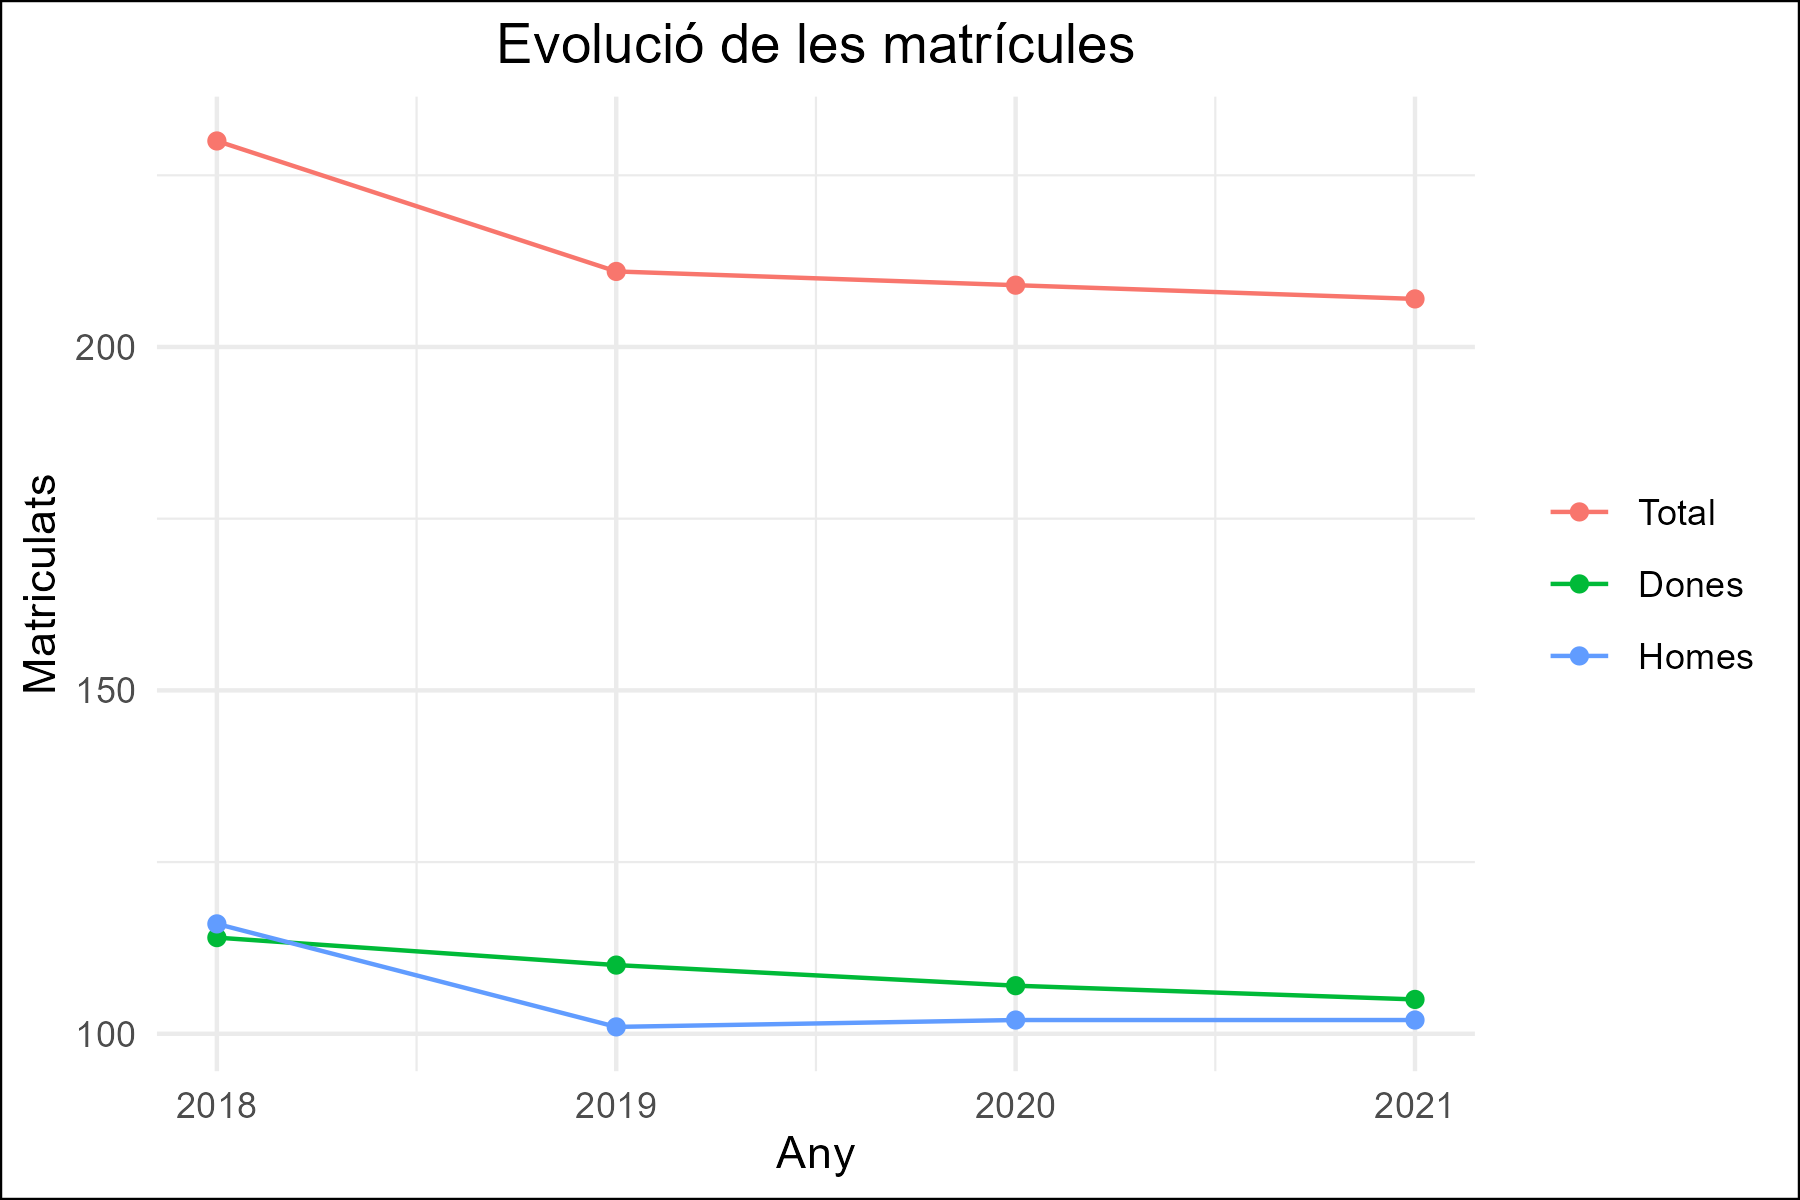 Evolució de les matrícules
Matriculats
200
150
100
2018
2019
2020
2021
Any
Total
Dones
Homes